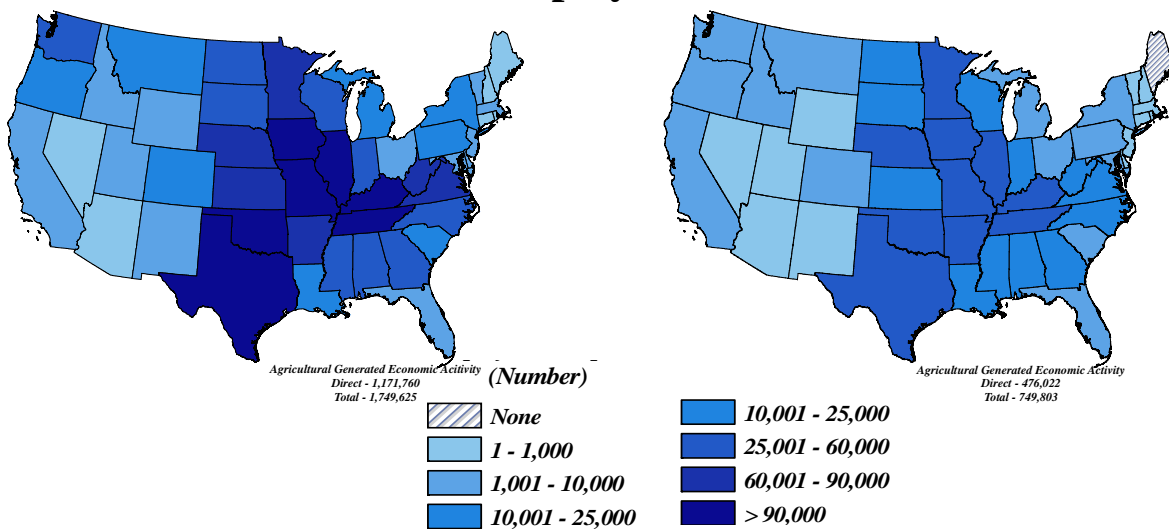 Agricultural Generated Economic Acitivity
Direct - 1,171,760
Total - 1,749,625
Agricultural Generated Economic Activity
Direct - 476,022
Total - 749,803
(Number)
None
1 - 1,000
1,001 - 10,000
10,001 - 25,000
10,001 - 25,000
25,001 - 60,000
60,001 - 90,000
> 90,000